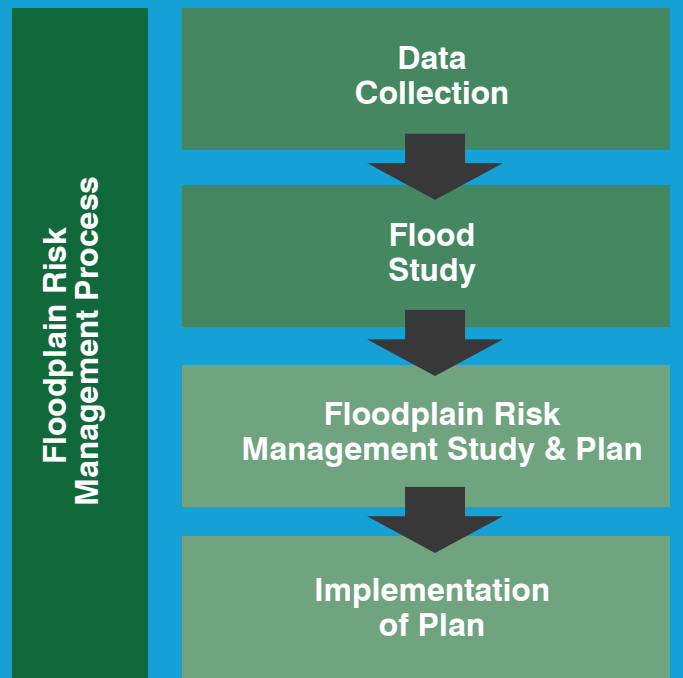 Floodplain Risk
Management Process
Data
Collection
Flood
Study
Floodplain Risk
Management Study & Plan
Implementation
of Plan